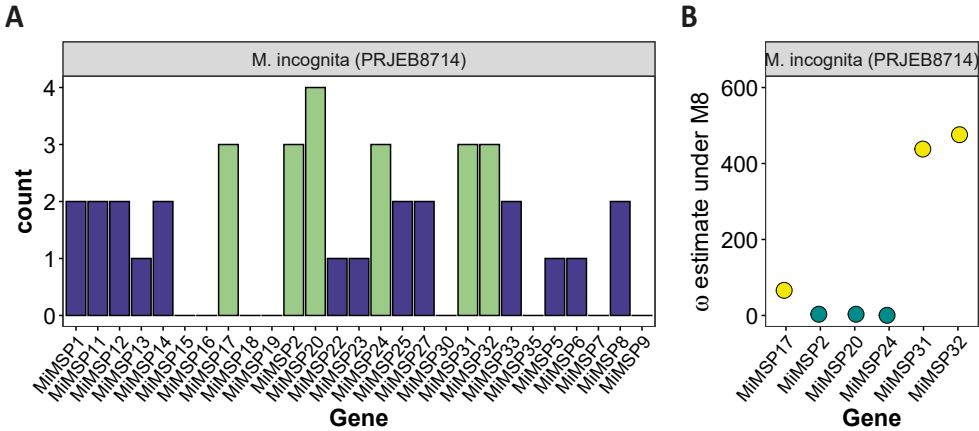 A
M. incognita (PRJEB8714)
count
4
3
2
1
0
MiMSP1
MiMSP11
MiMSP12
MiMSP13
MiMSP14
MiMSP15
MiMSP16
MiMSP17
MiMSP18
MiMSP19
MiMSP2
MiMSP20
MiMSP22
MiMSP23
MiMSP24
MiMSP25
MiMSP27
MiMSP30
MiMSP31
MiMSP32
MiMSP33
MiMSP35
MiMSP5
MiMSP6
MiMSP7
MiMSP8
MiMSP9
Gene
B
M. incognita (PRJEB8714)
ω estimate under M8
600
400
200
0
MiMSP17
MiMSP2
MiMSP20
MiMSP24
MiMSP31
MiMSP32
Gene